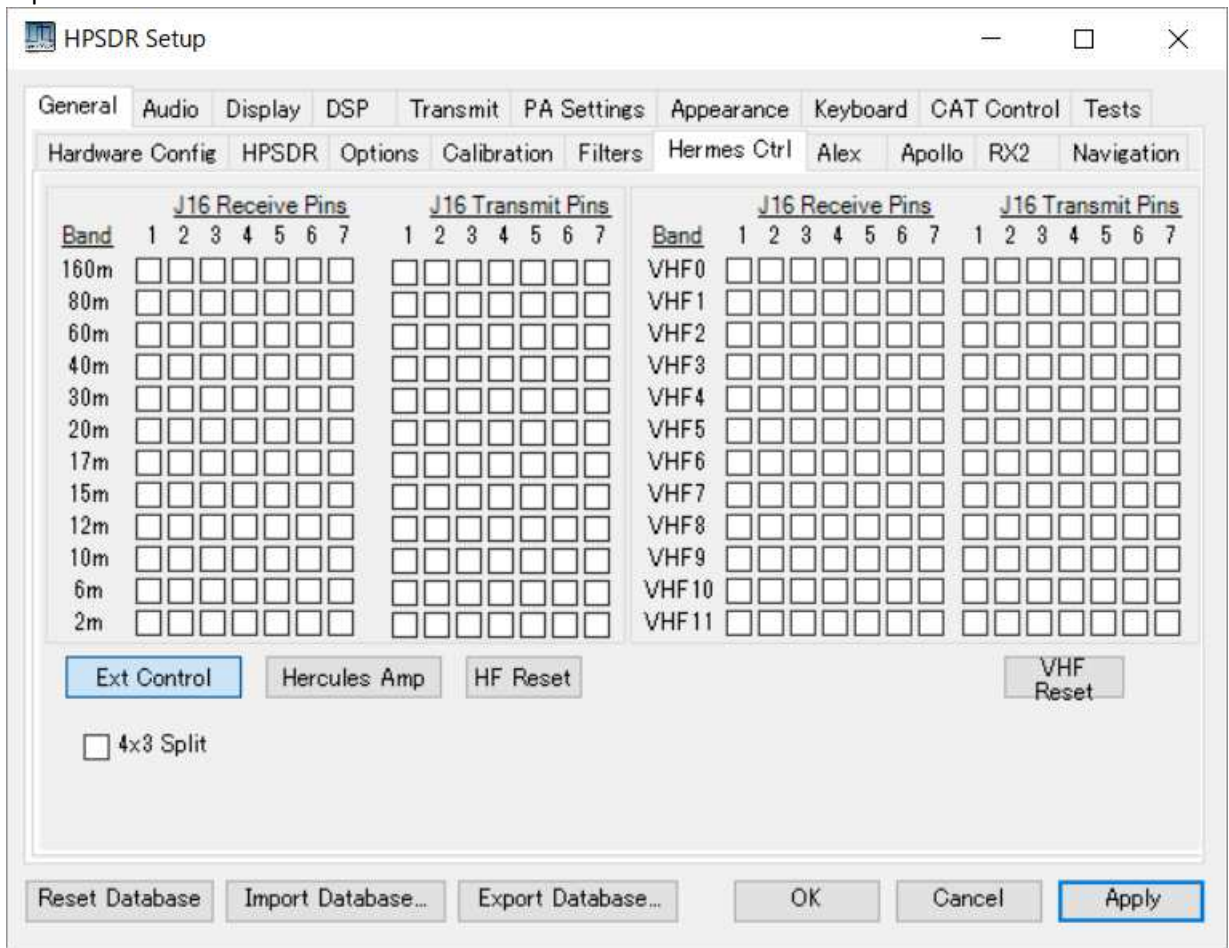 HPSDR Setup
General Audio Display DSP Transmit PA Settings Appearance Keyboard CAT Control Tests
Hardware Config HPSDR Options Calibration Filters Hermes Ctrl Alex Apollo RX2 Navigation
J16 Receive Pins J16 Transmit Pins J16 Receive Pins J16 Transmit Pins
Band 1 2 3 4 5 6 7 1 2 3 4 5 6 7 Band 1 2 3 4 5 6 7 1 2 3 4 5 6 7
160m VHF0
80m VHF1
60m VHF2
40m VHF3
30m VHF4
20m VHF5
17m VHF6
15m VHF7
12m VHF8
10m VHF9
6m VHF10
2m VHF11
Ext Control Hercules Amp HF Reset VHF
Reset
4x3 Split
Reset Database Import Database... Export Database... OK Cancel Apply